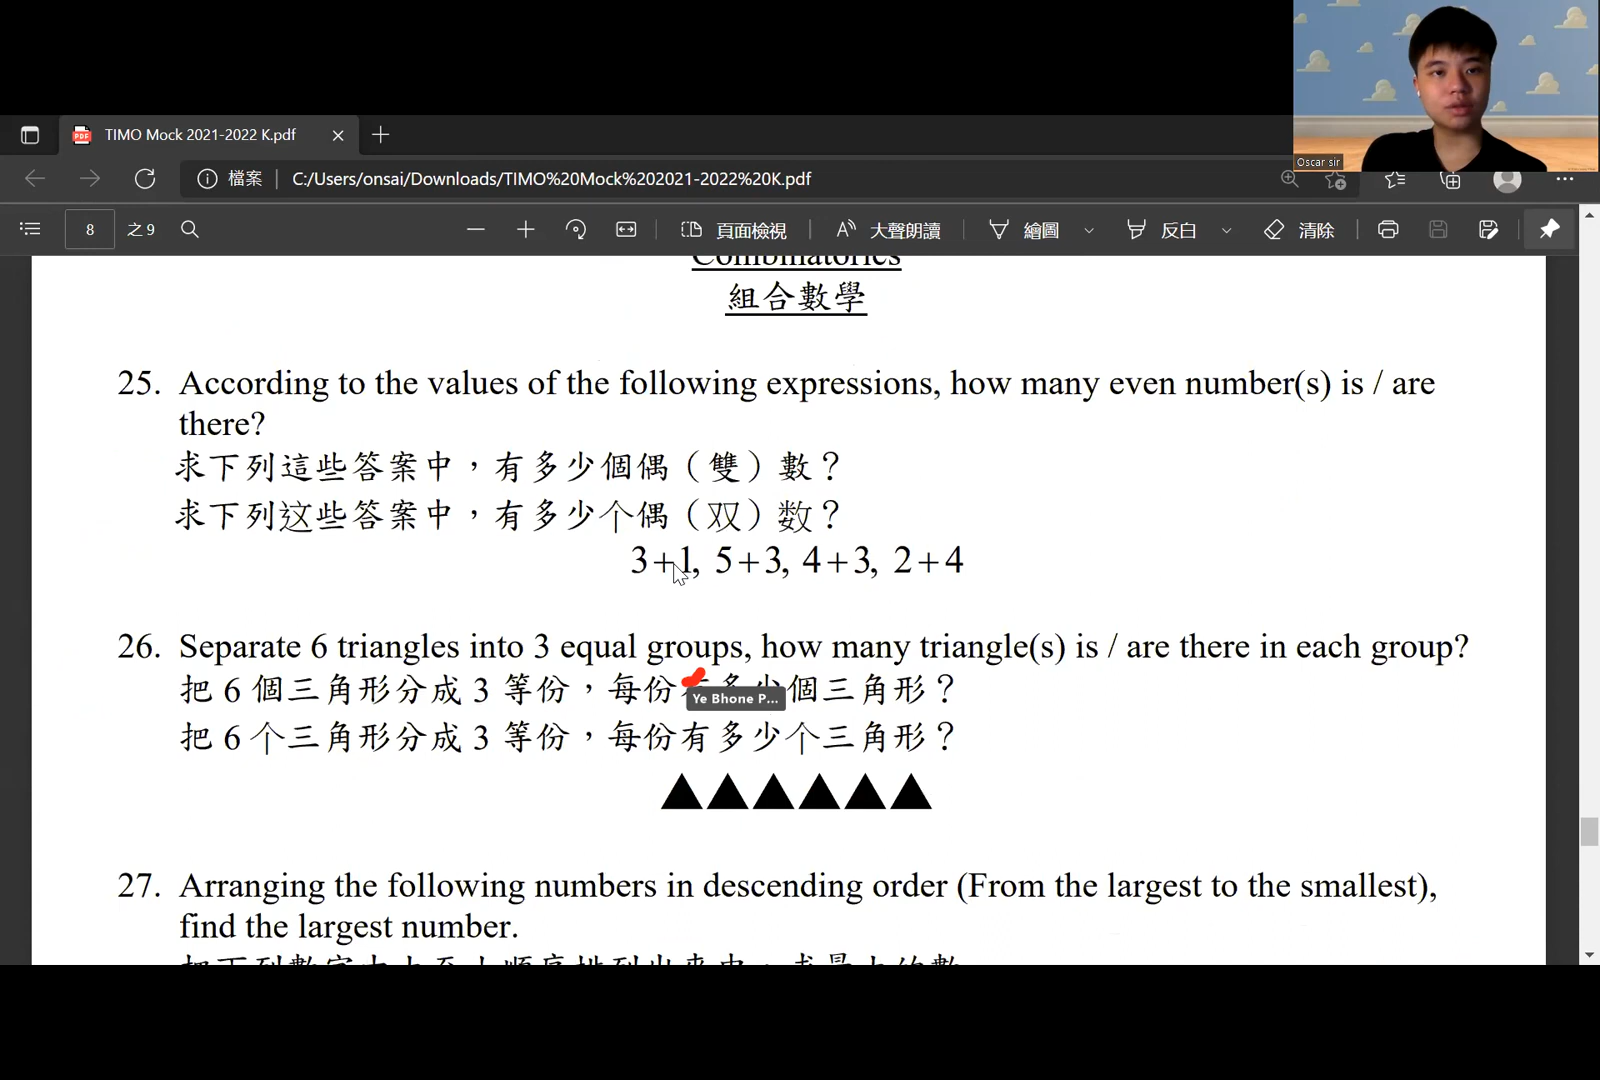 Oscar sir
TIMO Mock 2021-2022 K.pdf
檔案
C:/Users/onsai/Downloads/TIMO%20Mock%202021-2022%20K.pdf
8 之 9
頁面檢視
大聲朗讀
繪圖
反白
清除
Combinatorics
組合數學
25. According to the values of the following expressions, how many even number(s) is / are
there?
求下列這些答案中，有多少個偶（雙）數？
求下列这些答案中，有多少个偶（双）数？
3+1, 5+3, 4+3, 2+4
26. Separate 6 triangles into 3 equal groups, how many triangle(s) is / are there in each group?
把 6 個三角形分成 3 等份，每份有多少個三角形？
Ye Bhone P...
把 6 个三角形分成 3 等份，每份有多少个三角形？
27. Arranging the following numbers in descending order (From the largest to the smallest),
find the largest number.